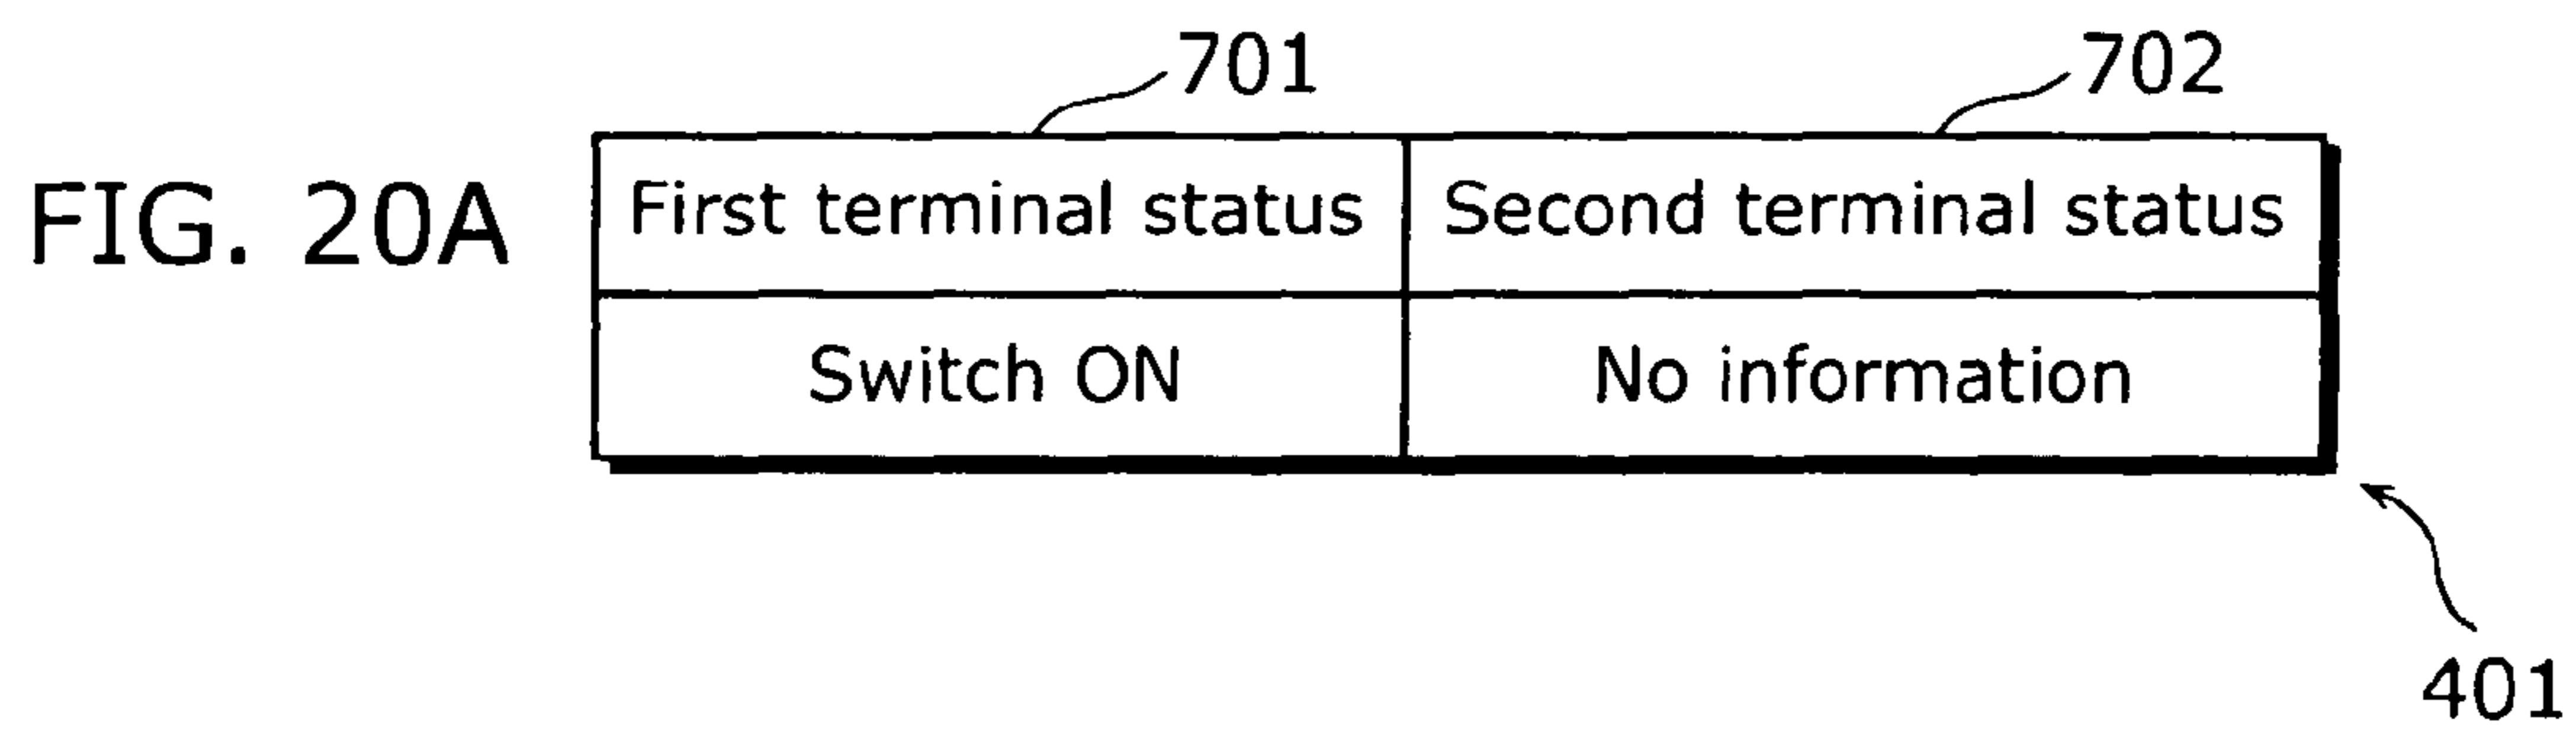 701
702
FIG. 20A
First terminal status
Second terminal status
Switch ON
No information
401